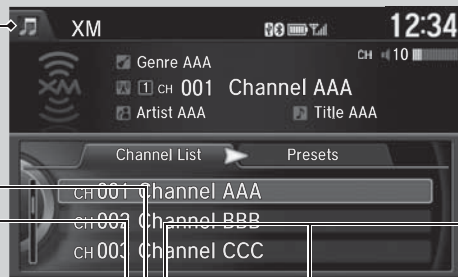 XM 12:34
CH 10
Genre AAA
XM 1 CH 001 Channel AAA
Artist AAA Title AAA
Channel List Presets
CH 001 Channel AAA
CH 002 Channel BBB
CH 003 Channel CCC